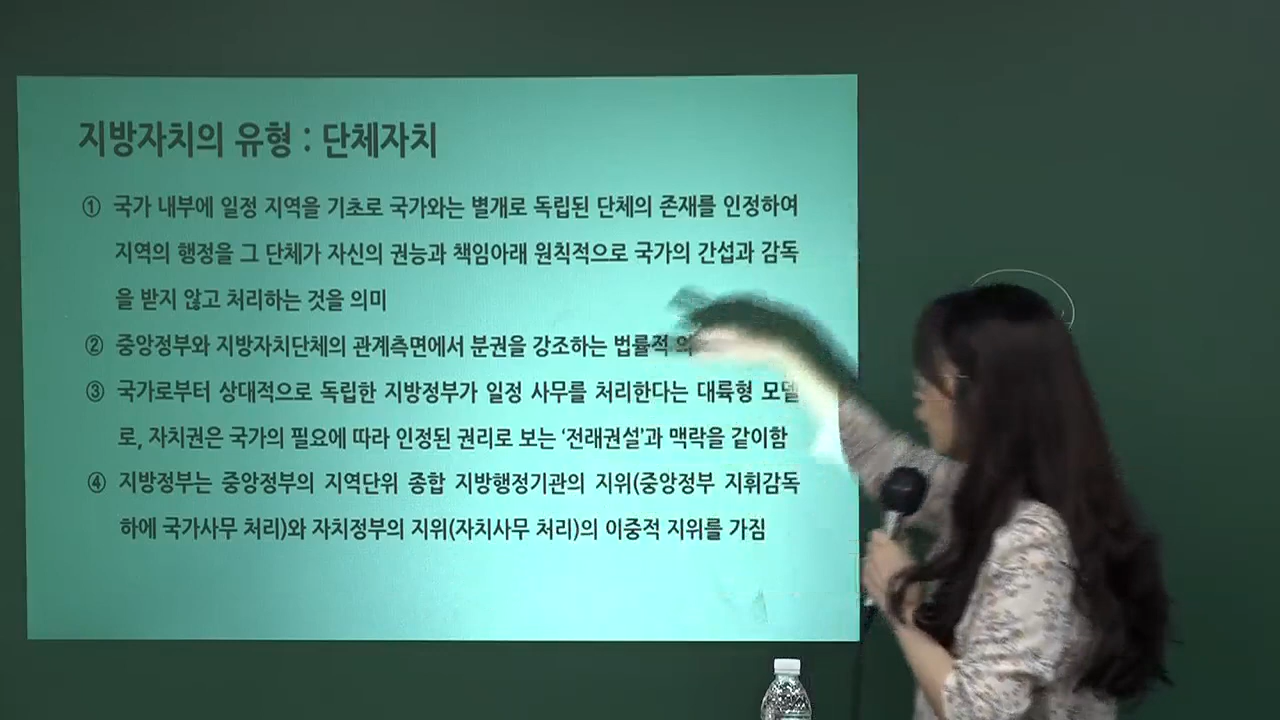 지방자치의 유형 : 단체자치
① 국가 내부에 일정 지역을 기초로 국가와는 별개로 독립된 단체의 존재를 인정하여
지역의 행정을 그 단체가 자신의 권능과 책임아래 원칙적으로 국가의 간섭과 감독
을 받지 않고 처리하는 것을 의미
② 중앙정부와 지방자치단체의 관계측면에서 분권을 강조하는 법률적
③ 국가로부터 상대적으로 독립한 지방정부가 일정 사무를 처리한다는 대륙형 모델
로, 자치권은 국가의 필요에 따라 인정된 권리로 보는 ‘전래권설’과 맥락을 같이함
④ 지방정부는 중앙정부의 지역단위 종합 지방행정기관의 지위(중앙정부 지휘감독
하에 국가사무 처리)와 자치정부의 지위(자치사무 처리)의 이중적 지위를 가짐